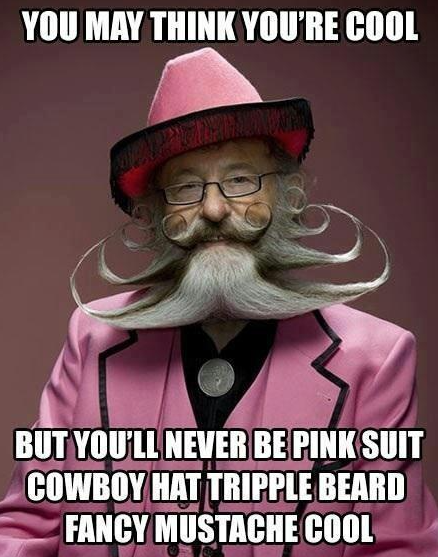 YOU MAY THINK YOU'RE COOL
BUT YOU'LL NEVER BE PINK SUIT
COWBOY HAT TRIPPLE BEARD
FANCY MUSTACHE COOL